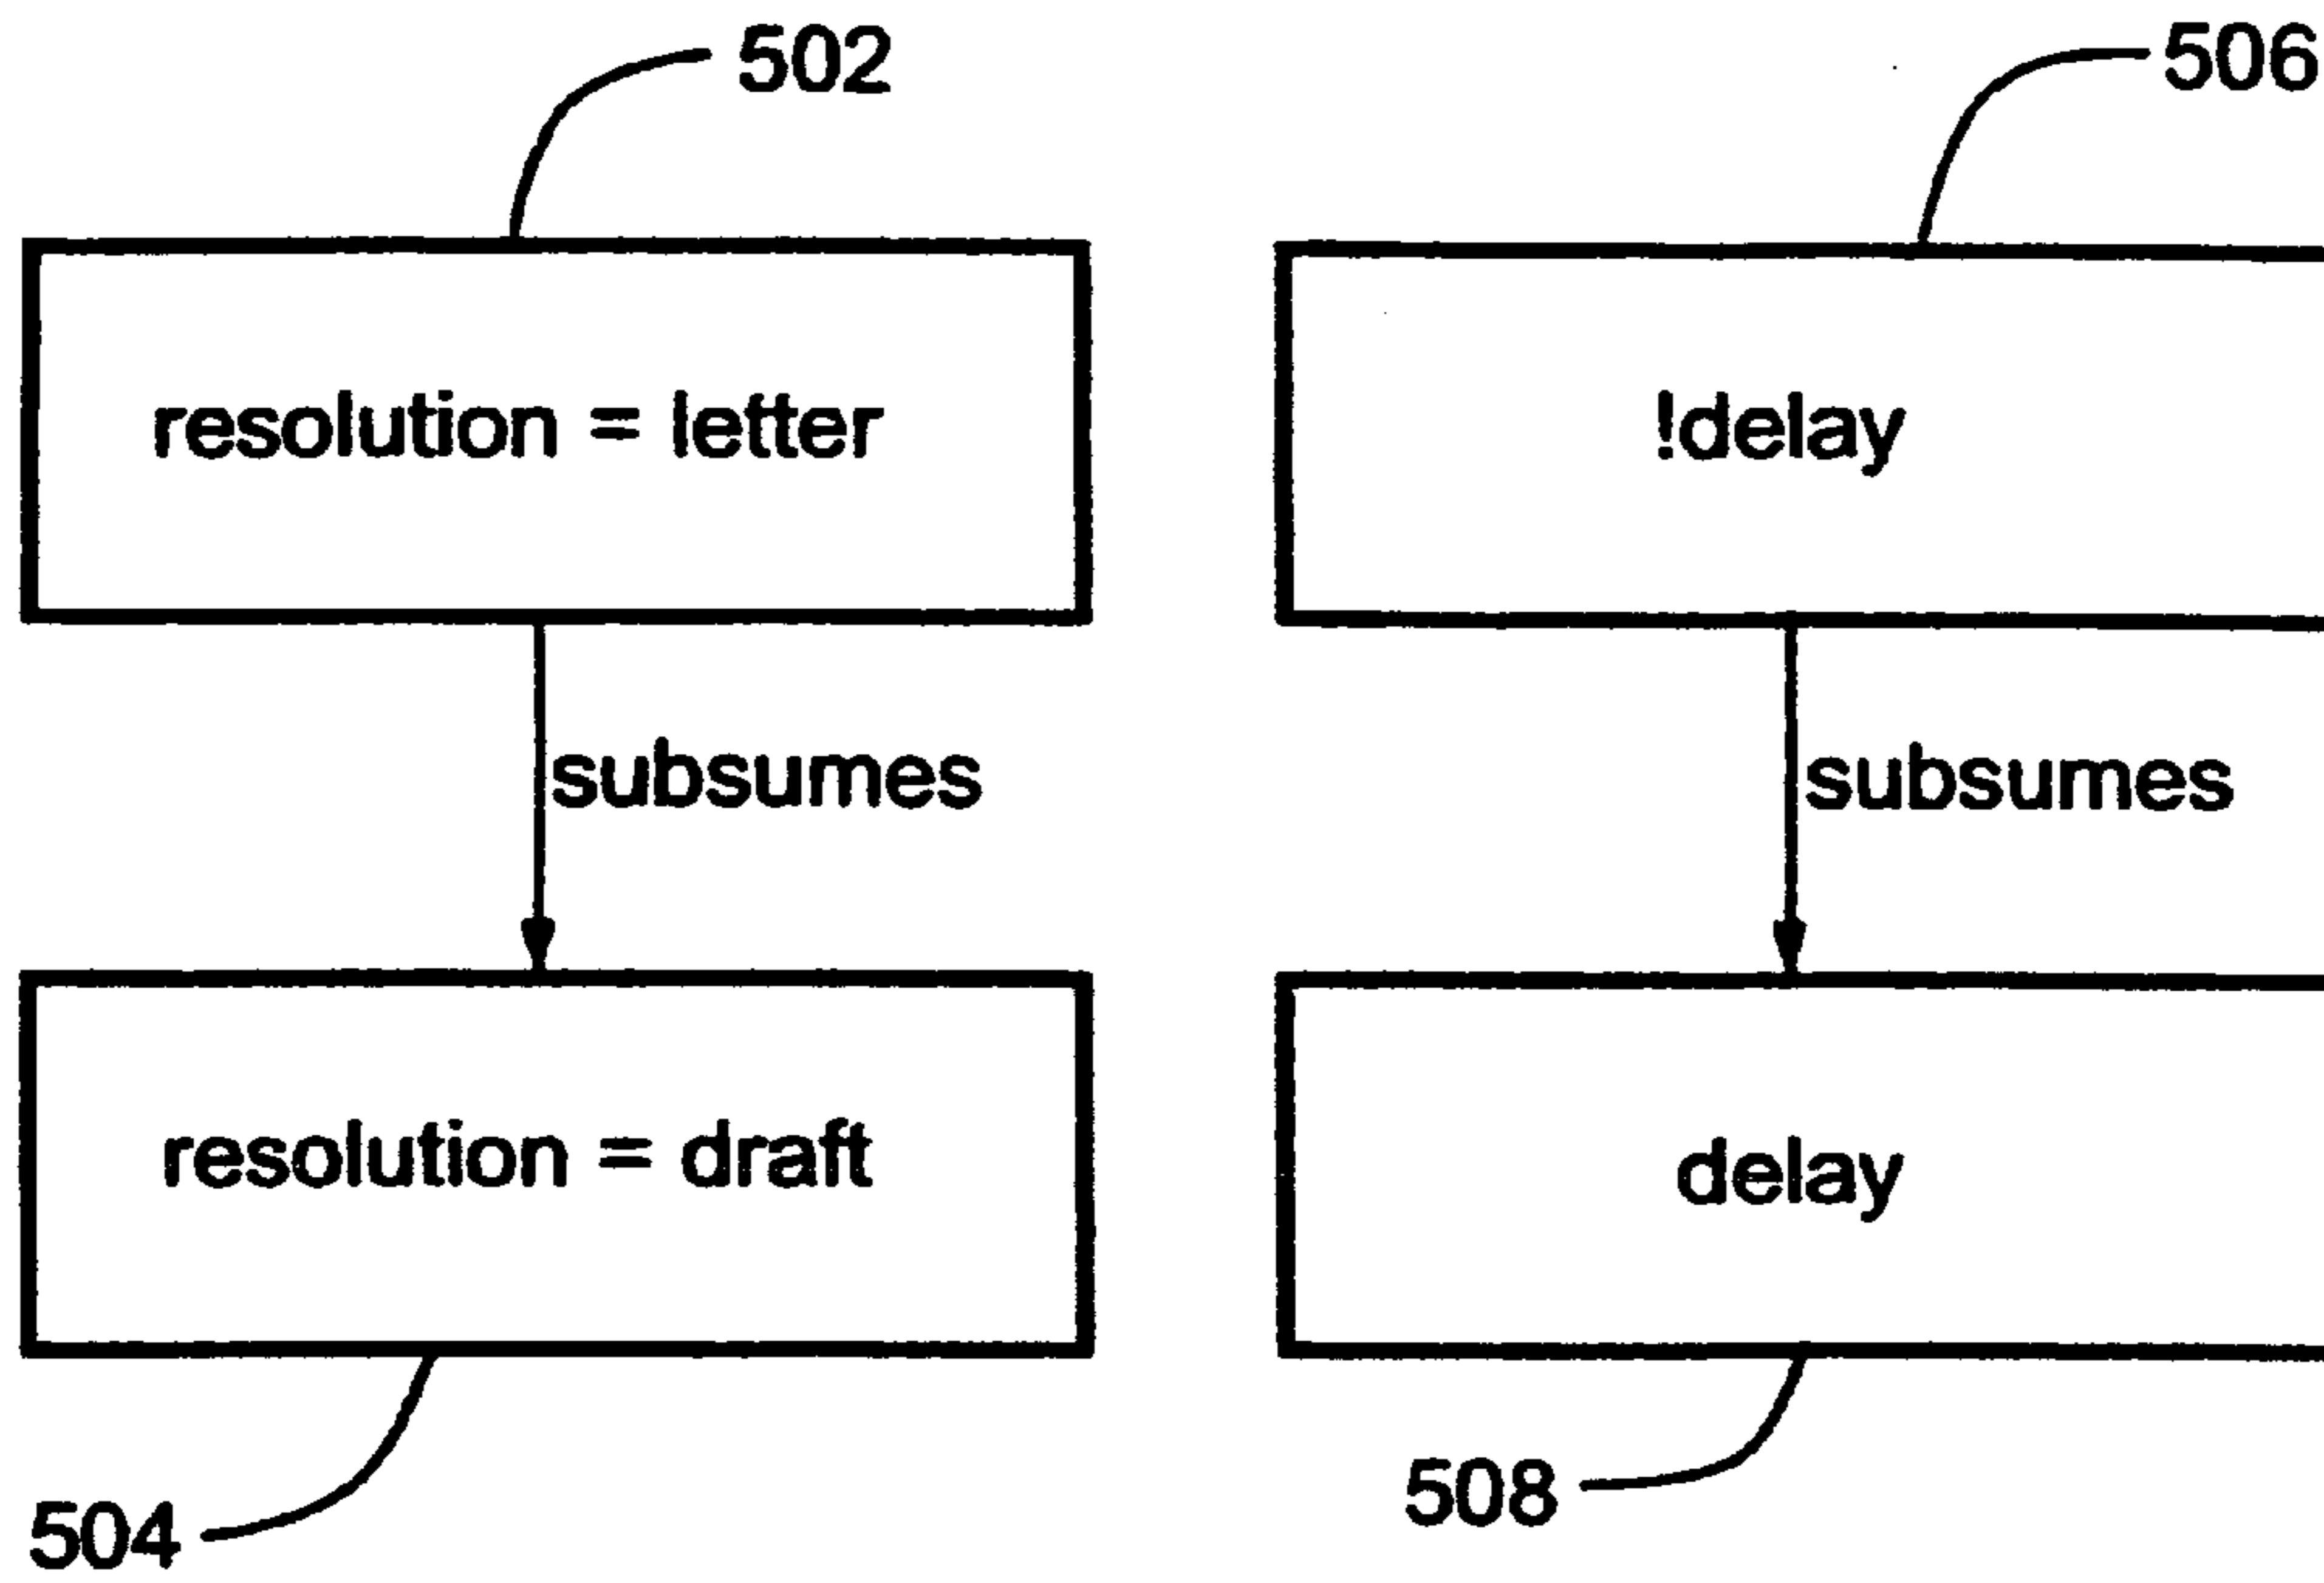 502
506
resolution = letter
!delay
subsumes
subsumes
resolution = draft
delay
508
504